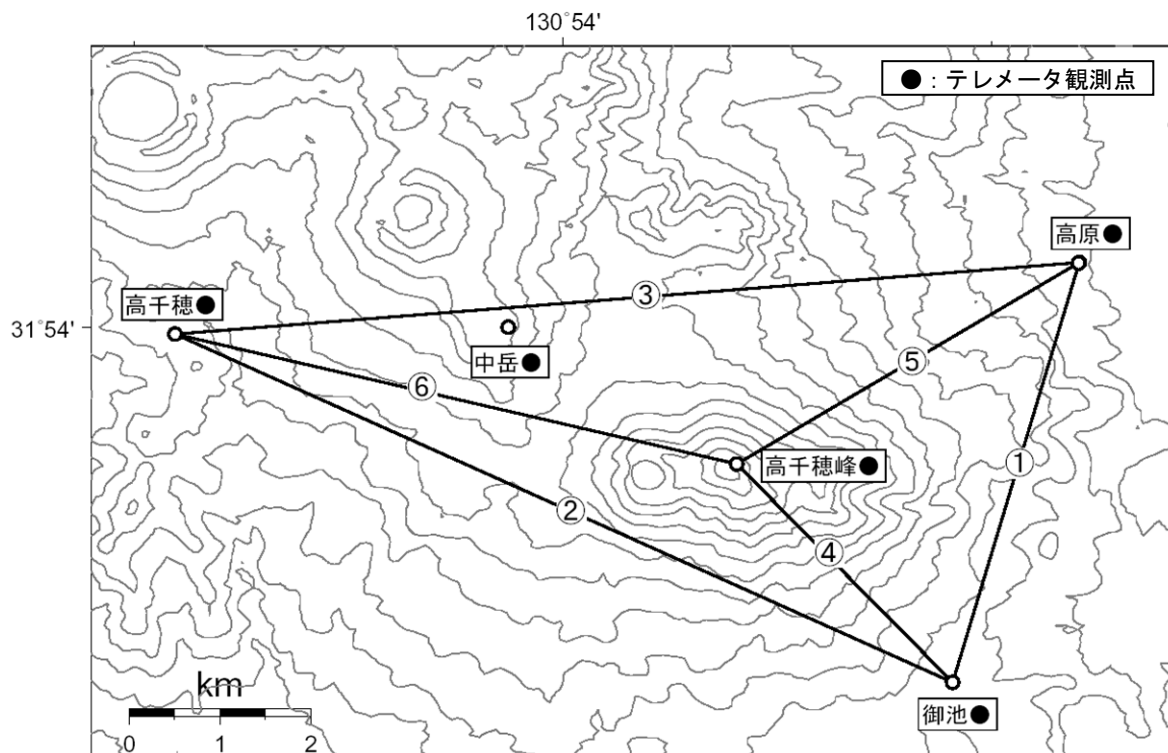 130˚54'
●：テレメータ観測点
高原●
高千穂●
③
31˚54'
中岳●
⑤
⑥
高千穂峰●
①
②
④
km
0 1 2
御池●